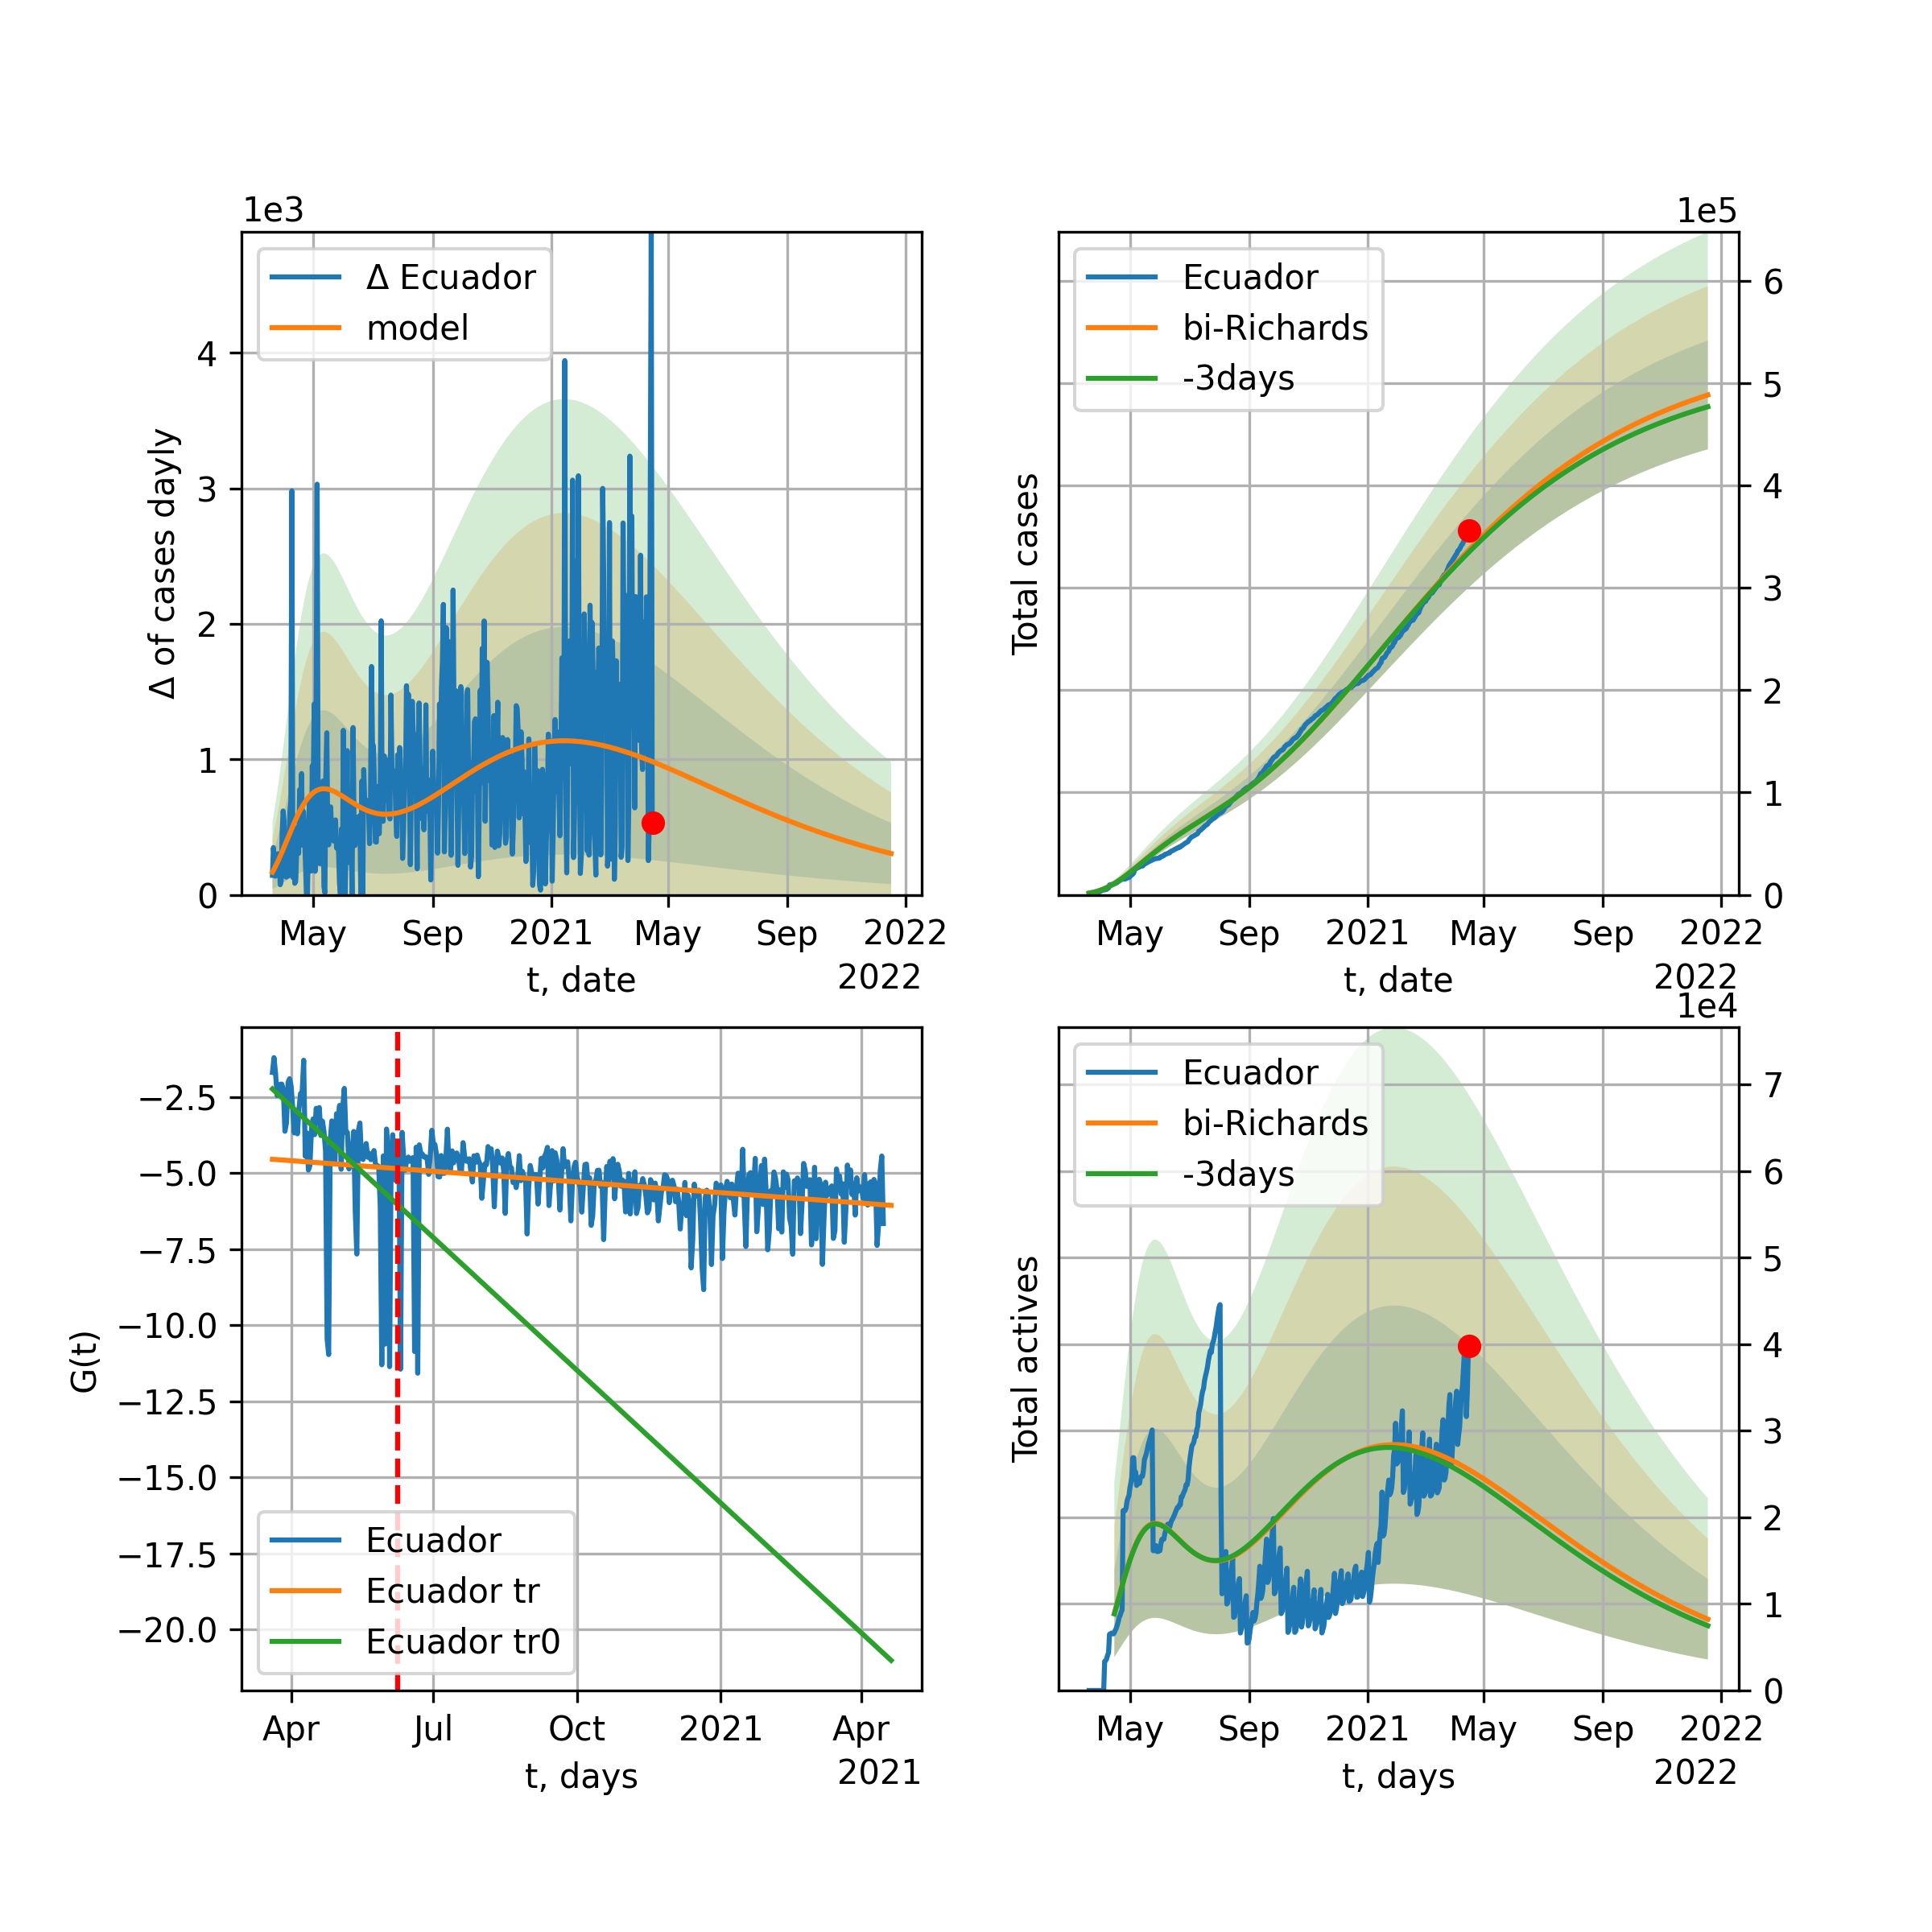 1e3
Δ Ecuador
model
4
3
2
1
0
Δ of cases dayly
May Sep 2021 May Sep 2022
t, date
2022
1e5
Ecuador
bi-Richards
-3days
6
5
4
3
2
1
0
Total cases
May Sep 2021 May Sep 2022
t, date
2022
−2.5
−5.0
−7.5
−10.0
−12.5
−15.0
−17.5
−20.0
G(t)
Ecuador
Ecuador tr
Ecuador tr0
Apr Jul Oct 2021 Apr
t, days
2021
1e4
Ecuador
bi-Richards
-3days
7
6
5
4
3
2
1
0
Total actives
May Sep 2021 May Sep 2022
t, days
2022